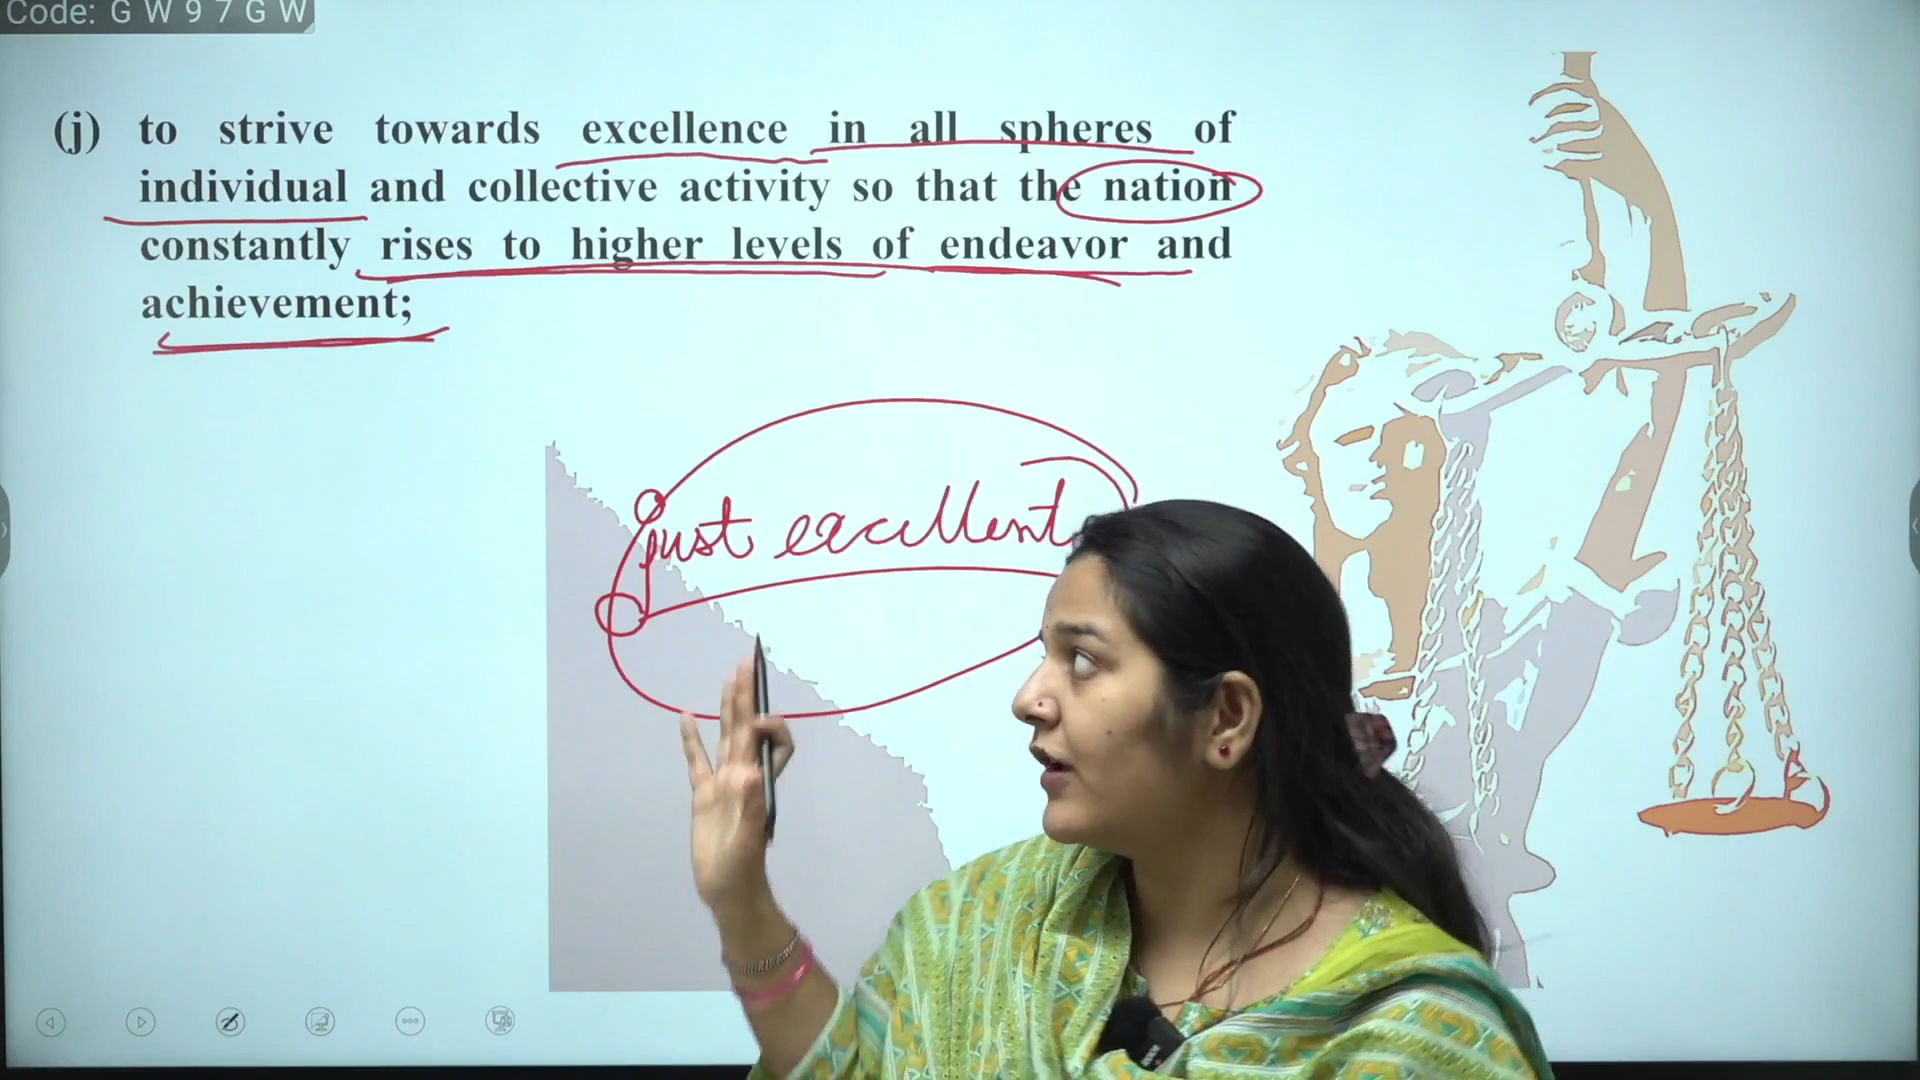 Code: G W 9 7 G W
(j) to strive towards excellence in all spheres of
individual and collective activity so that the nation
constantly rises to higher levels of endeavor and
achievement;
just excellent